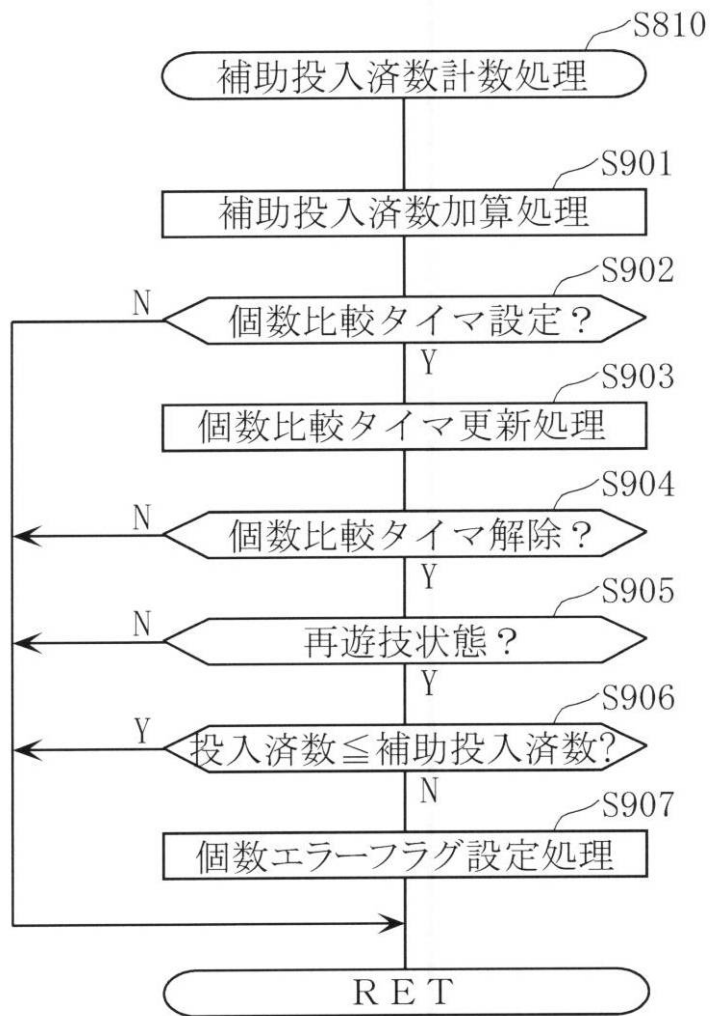 S810
補助投入済数計数処理
S901
補助投入済数加算処理
S902
N
個数比較タイマ設定?
Y
S903
個数比較タイマ更新処理
S904
N
個数比較タイマ解除?
Y
S905
N
再遊技状態?
Y
S906
Y
投入済数≦補助投入済数?
N
S907
個数エラーフラグ設定処理
RET